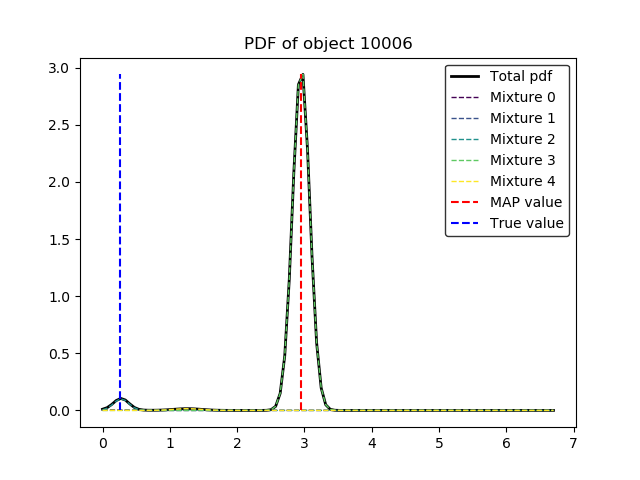 PDF of object 10006
3.0
2.5
2.0
1.5
1.0
0.5
0.0
0 1 2 3 4 5 6 7
Total pdf
Mixture 0
Mixture 1
Mixture 2
Mixture 3
Mixture 4
MAP value
True value